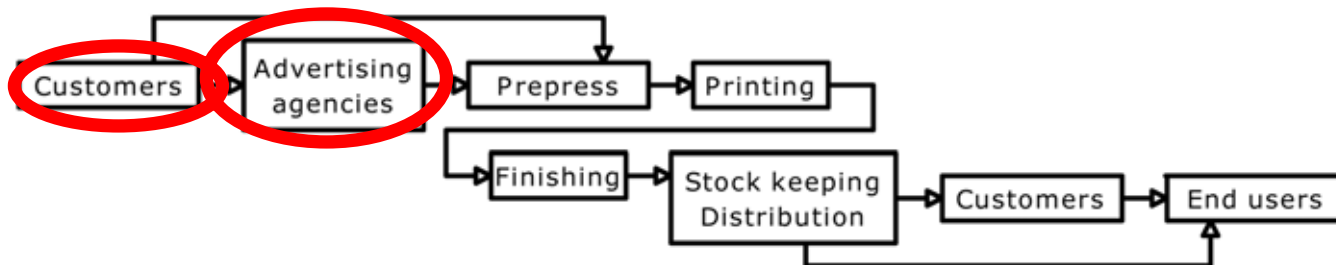 Customers
Advertising
agencies
Prepress
Printing
Finishing
Stock keeping
Distribution
Customers
End users